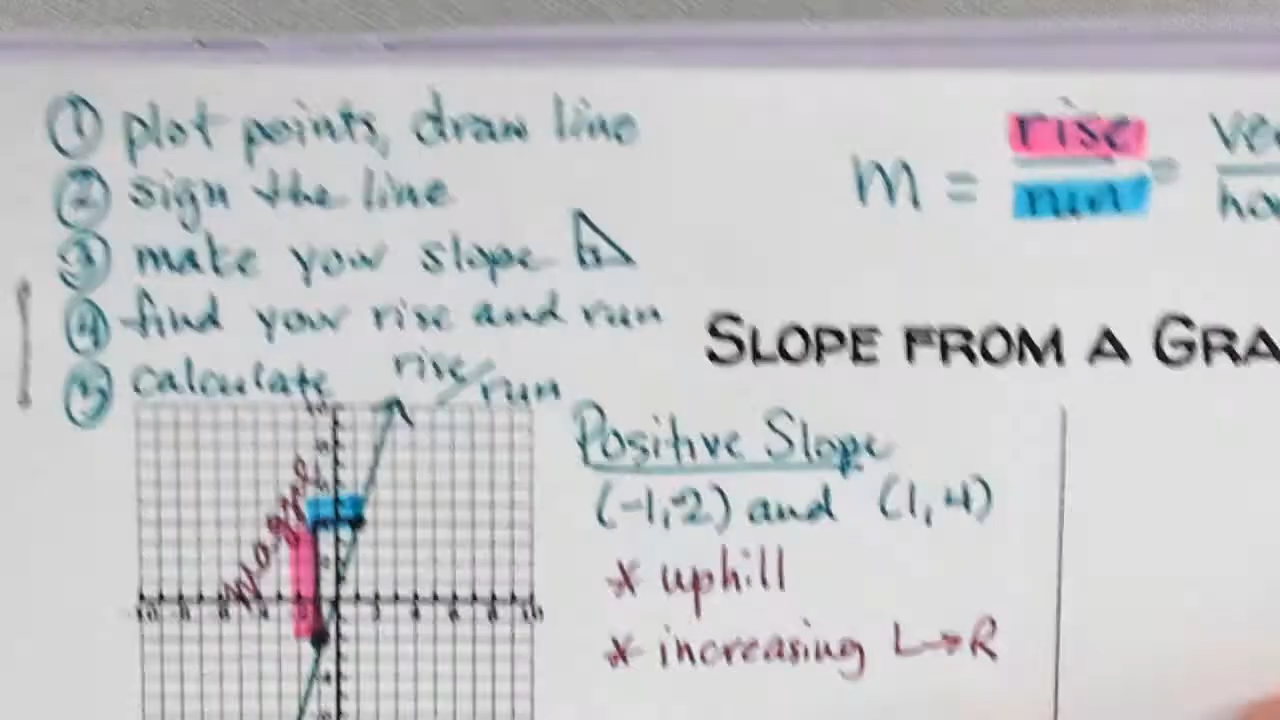 ① plot points, draw line
② sign the line
③ make your slope
④ find your rise and run
⑤ calculate rise/run
m = rise/run =
SLOPE FROM A GRA
Positive Slope
(-1,-2) and (1,4)
* uphill
* increasing L→R